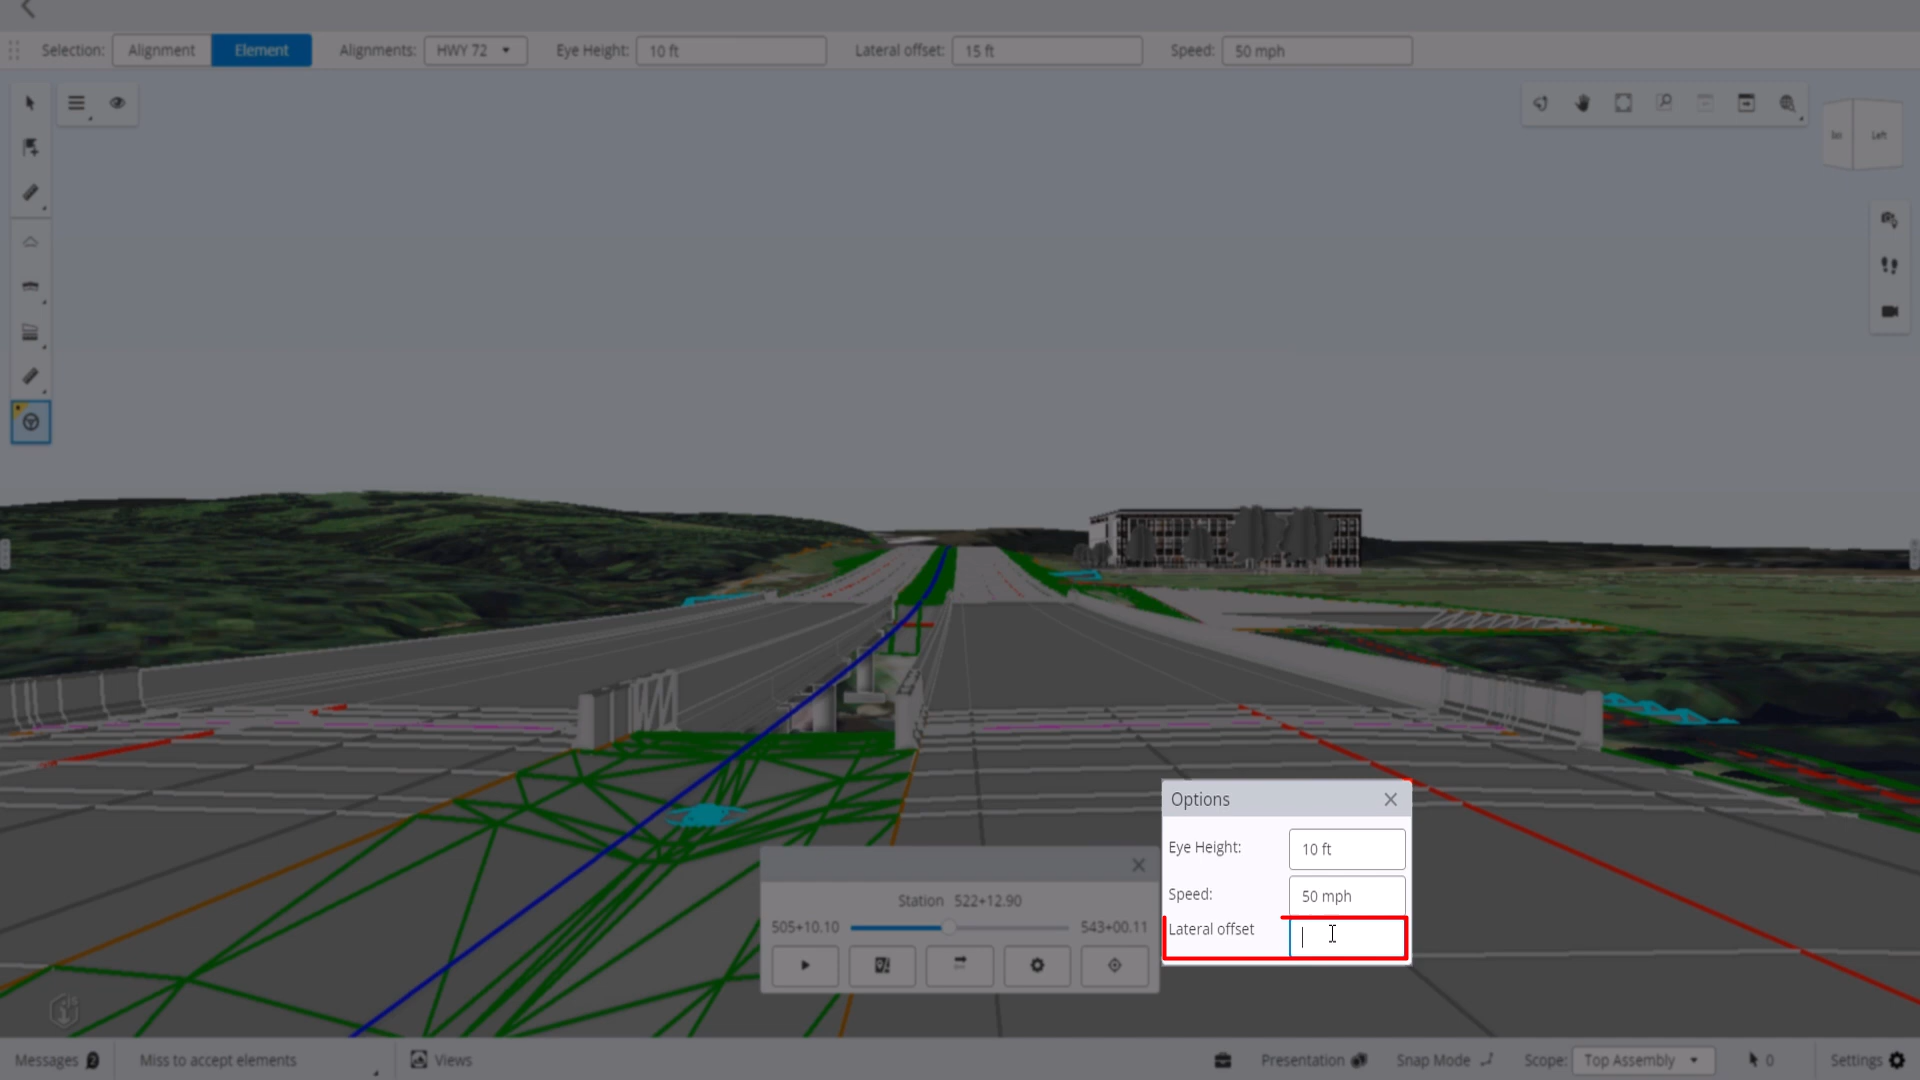 Selection: Alignment Element Alignments: HWY 72 Eye Height: 10 ft Lateral offset: 15 ft Speed: 50 mph
Left
Options
Eye Height: 10 ft
Speed: 50 mph
Lateral offset
Station 522+12.90
505+10.10 543+00.11
Messages 2 Miss to accept elements Views Presentation Snap Mode Scope: Top Assembly 0 Settings